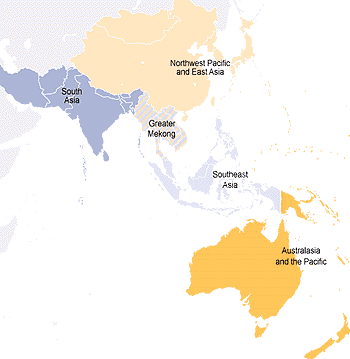 Northwest Pacific
and East Asia
South
Asia
Greater
Mekong
Southeast
Asia
Australasia
and the Pacific